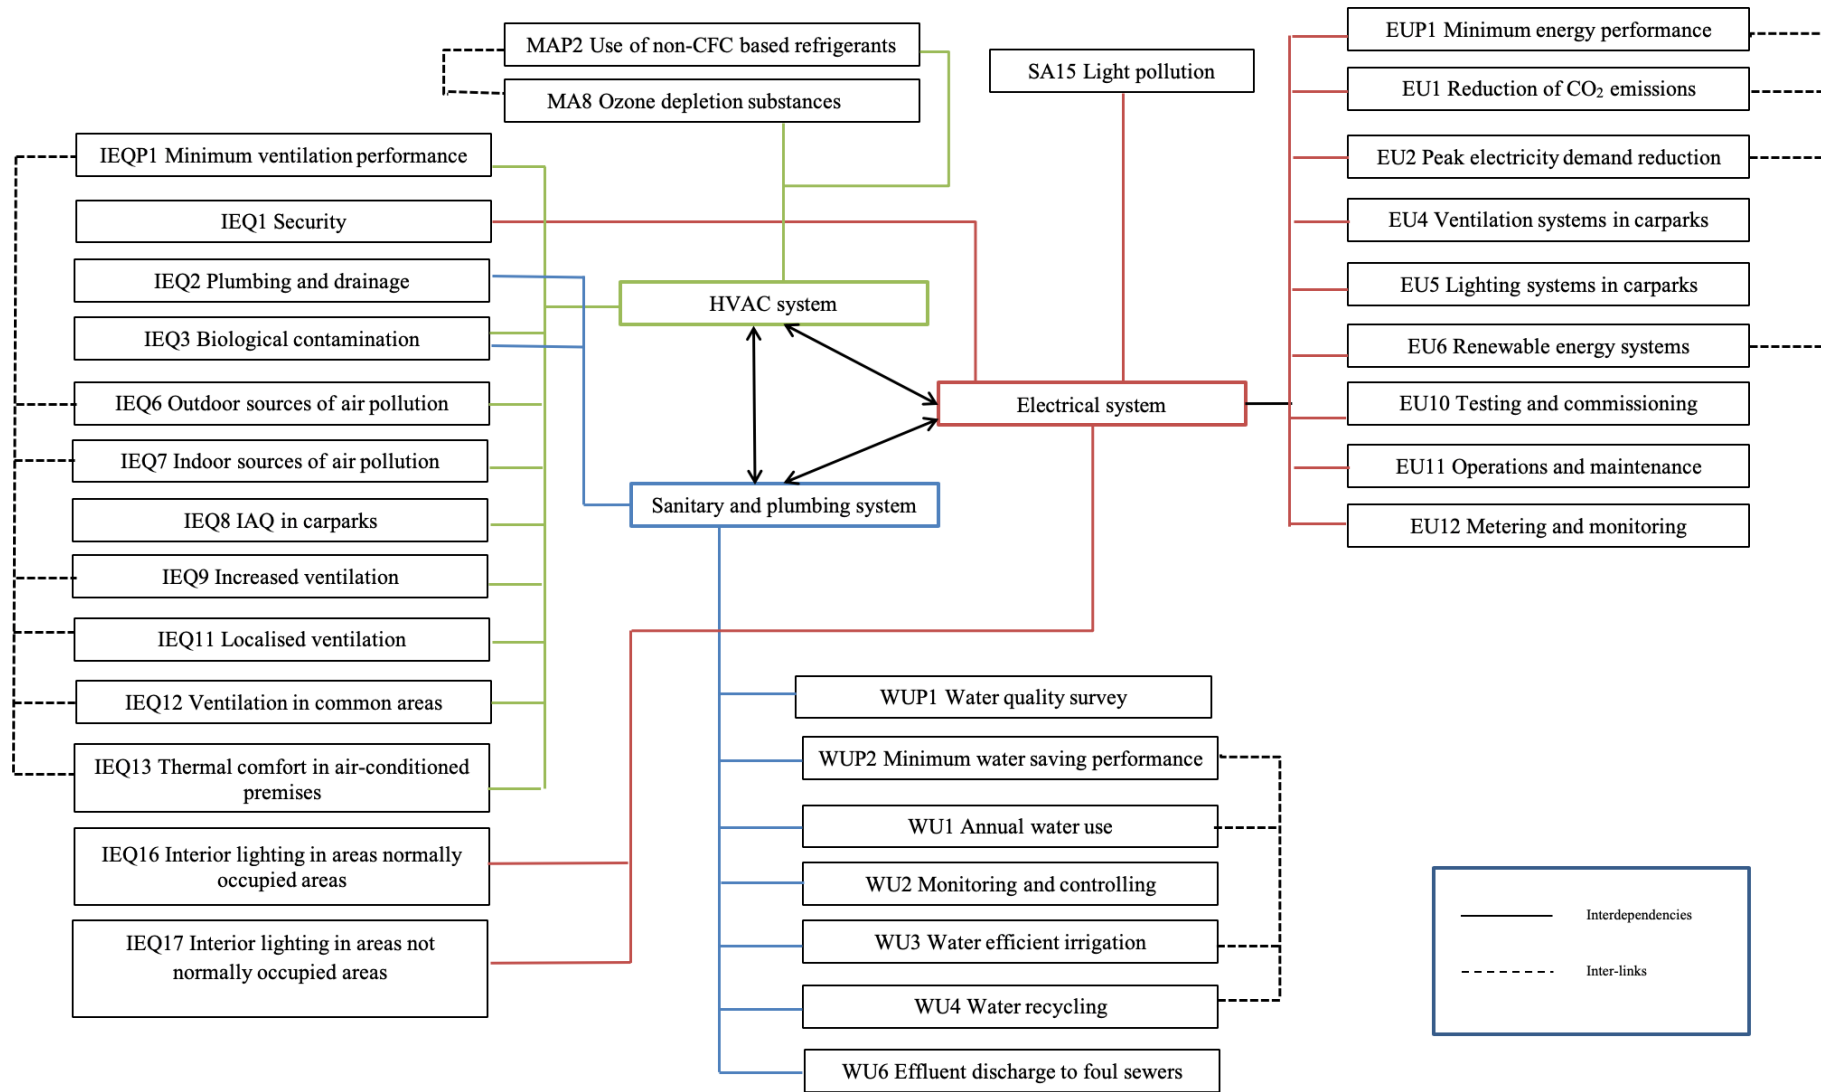 MAP2 Use of non-CFC based refrigerants
MA8 Ozone depletion substances
SA15 Light pollution
EUP1 Minimum energy performance
EU1 Reduction of CO₂ emissions
EU2 Peak electricity demand reduction
EU4 Ventilation systems in carparks
EU5 Lighting systems in carparks
EU6 Renewable energy systems
EU10 Testing and commissioning
EU11 Operations and maintenance
EU12 Metering and monitoring
IEQP1 Minimum ventilation performance
IEQ1 Security
IEQ2 Plumbing and drainage
IEQ3 Biological contamination
IEQ6 Outdoor sources of air pollution
IEQ7 Indoor sources of air pollution
IEQ8 IAQ in carparks
IEQ9 Increased ventilation
IEQ11 Localised ventilation
IEQ12 Ventilation in common areas
IEQ13 Thermal comfort in air-conditioned
premises
IEQ16 Interior lighting in areas normally
occupied areas
IEQ17 Interior lighting in areas not
normally occupied areas
HVAC system
Electrical system
Sanitary and plumbing system
WUP1 Water quality survey
WUP2 Minimum water saving performance
WU1 Annual water use
WU2 Monitoring and controlling
WU3 Water efficient irrigation
WU4 Water recycling
WU6 Effluent discharge to foul sewers
Interdependencies
Inter-links